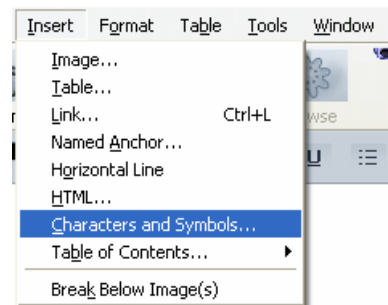 Insert Format Table Tools Window
Image...
Table...
Link... Ctrl+L
Named Anchor...
Horizontal Line
HTML...
Characters and Symbols...
Table of Contents...
Break Below Image(s)